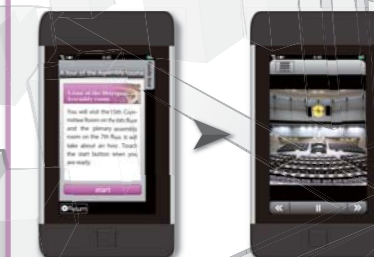 A tour of the Assembly rooms
A tour of the
Assembly room
You will visit the 15th Com-
mittee Room on the 6th floor
and the plenary assembly
room on the 7th floor. It will
take about an hour. Touch
the start button when you
are ready.
start
Return